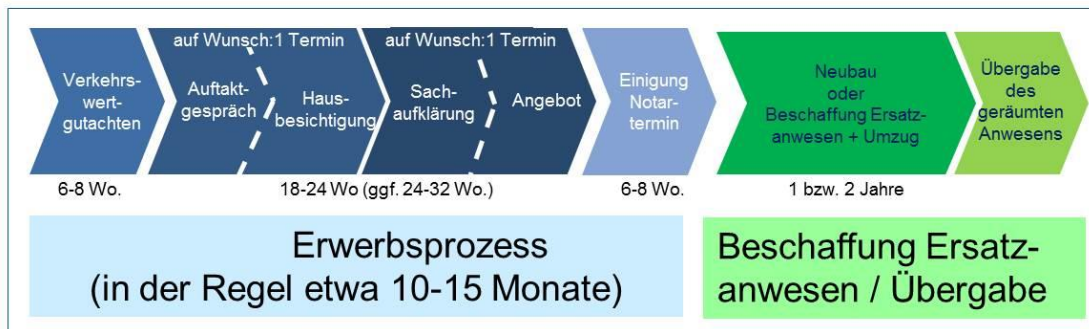 auf Wunsch:1 Termin
auf Wunsch:1 Termin
Verkehrs-
wert-
gutachten
Auftakt-
gespräch
Haus-
besichtigung
Sach-
aufklärung
Angebot
Einigung
Notar-
termin
Neubau
oder
Beschaffung Ersatz-
anwesen + Umzug
Übergabe
des
geräumten
Anwesens
6-8 Wo.
18-24 Wo (ggf. 24-32 Wo.)
6-8 Wo.
1 bzw. 2 Jahre
Erwerbsprozess
(in der Regel etwa 10-15 Monate)
Beschaffung Ersatz-
anwesen / Übergabe